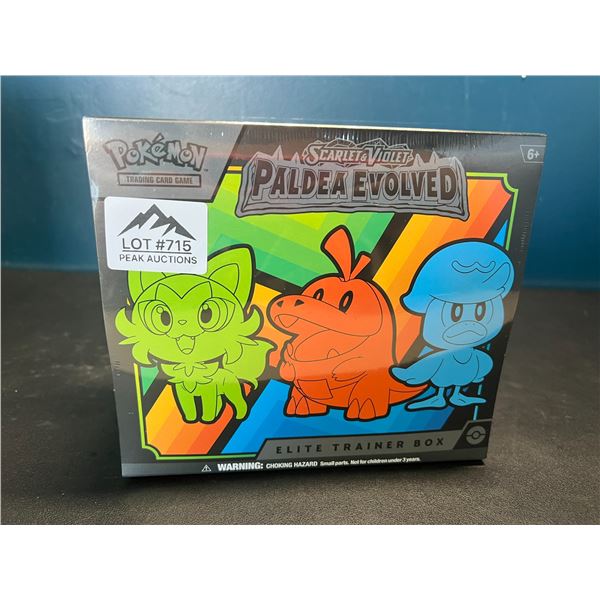 POKéMON
TRADING CARD GAME
SCARLET & VIOLET
PALDEA EVOLVED
6+
LOT #715
PEAK AUCTIONS
ELITE TRAINER BOX
WARNING: CHOKING HAZARD Small parts. Not for children under 3 years.